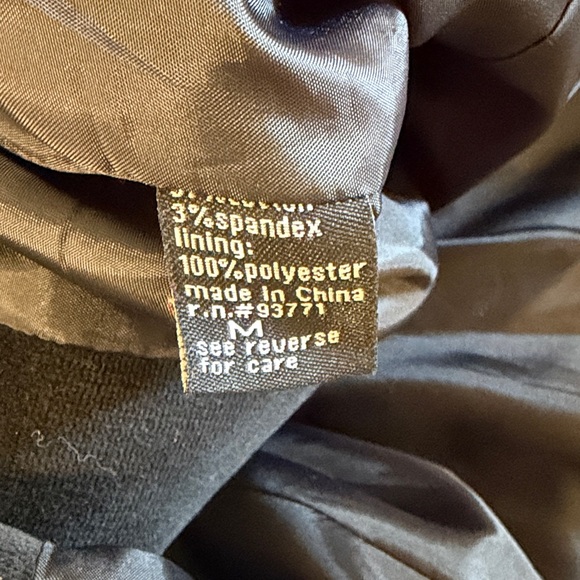 3%spandex
lining:
100%polyester
made in China
r.n.#93771
M
see reverse
for care